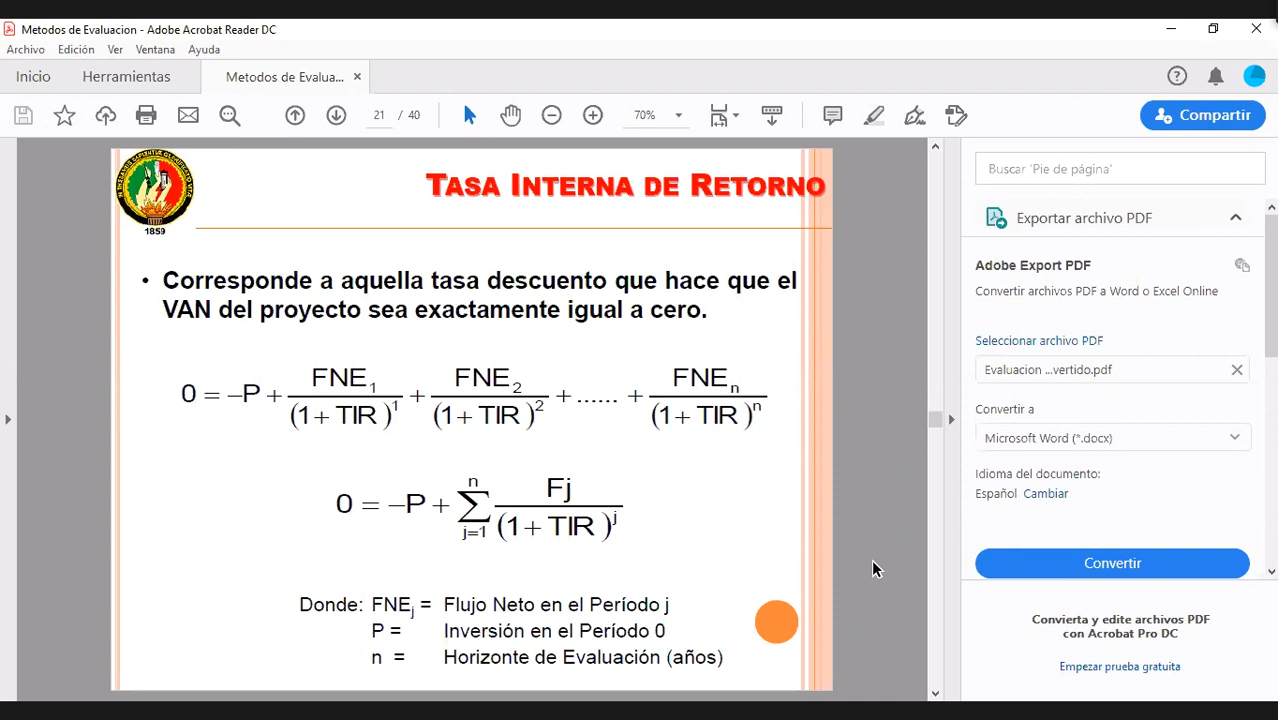 Metodos de Evaluacion - Adobe Acrobat Reader DC
Archivo Edición Ver Ventana Ayuda
Inicio Herramientas Metodos de Evalua... ×
21 / 40 70% Compartir
TASA INTERNA DE RETORNO
1859
• Corresponde a aquella tasa descuento que hace que el
VAN del proyecto sea exactamente igual a cero.
0 = –P + FNE₁ / (1 + TIR)¹ + FNE₂ / (1 + TIR)² + ...... + FNEₙ / (1 + TIR)ⁿ
0 = –P + ∑ⁿⱼ₌₁ Fj / (1 + TIR)ʲ
Donde: FNEⱼ = Flujo Neto en el Período j
P = Inversión en el Período 0
n = Horizonte de Evaluación (años)
Buscar 'Pie de página'
Exportar archivo PDF
Adobe Export PDF
Convertir archivos PDF a Word o Excel Online
Seleccionar archivo PDF
Evaluacion ...vertido.pdf
Convertir a
Microsoft Word (*.docx)
Idioma del documento:
Español Cambiar
Convertir
Convierta y edite archivos PDF
con Acrobat Pro DC
Empezar prueba gratuita